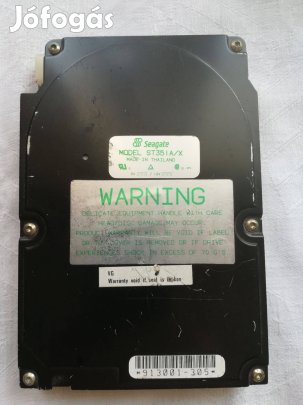 Jófogás
Seagate
MODEL ST351A/X
MADE IN THAILAND
WARNING
DELICATE EQUIPMENT HANDLE WITH CARE
HEAD/DISC DAMAGE MAY OCCUR
PRODUCT WARRANTY WILL BE VOID IF LABEL
OR TOP COVER IS REMOVED OR IF DRIVE
EXPERIENCES SHOCK IN EXCESS OF 70 G'S
VG
Warranty void if seal is broken
*913001-305*